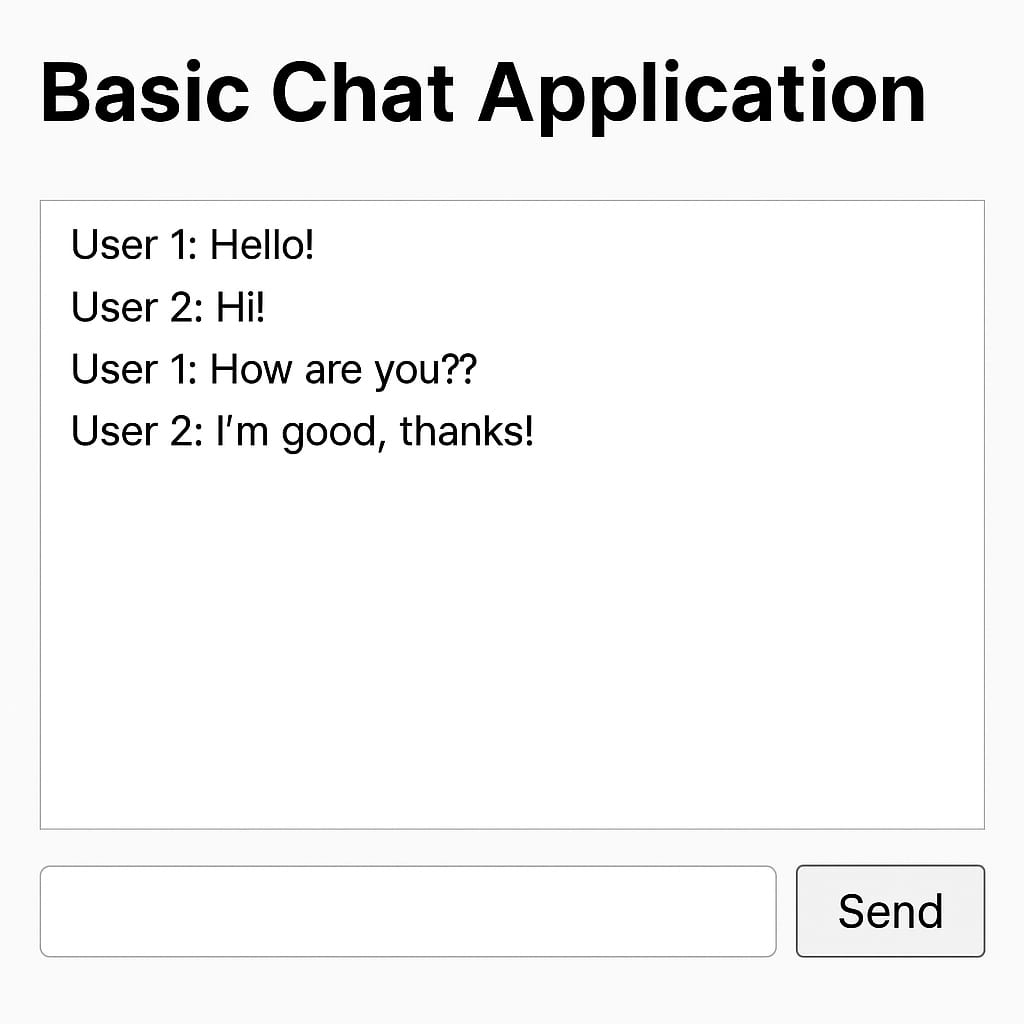 Basic Chat Application
User 1: Hello!
User 2: Hi!
User 1: How are you??
User 2: I’m good, thanks!
Send